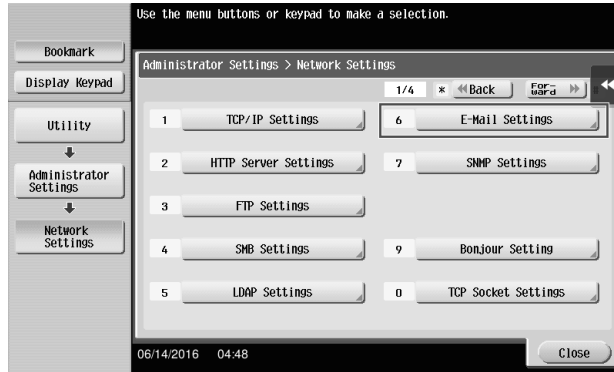 Use the menu buttons or keypad to make a selection.
Bookmark
Display Keypad
Utility
Administrator
Settings
Network
Settings
Administrator Settings > Network Settings
1/4 * Back For-
ward
1 TCP/IP Settings
6 E-Mail Settings
2 HTTP Server Settings
7 SNMP Settings
3 FTP Settings
4 SMB Settings
9 Bonjour Setting
5 LDAP Settings
0 TCP Socket Settings
06/14/2016 04:48
Close